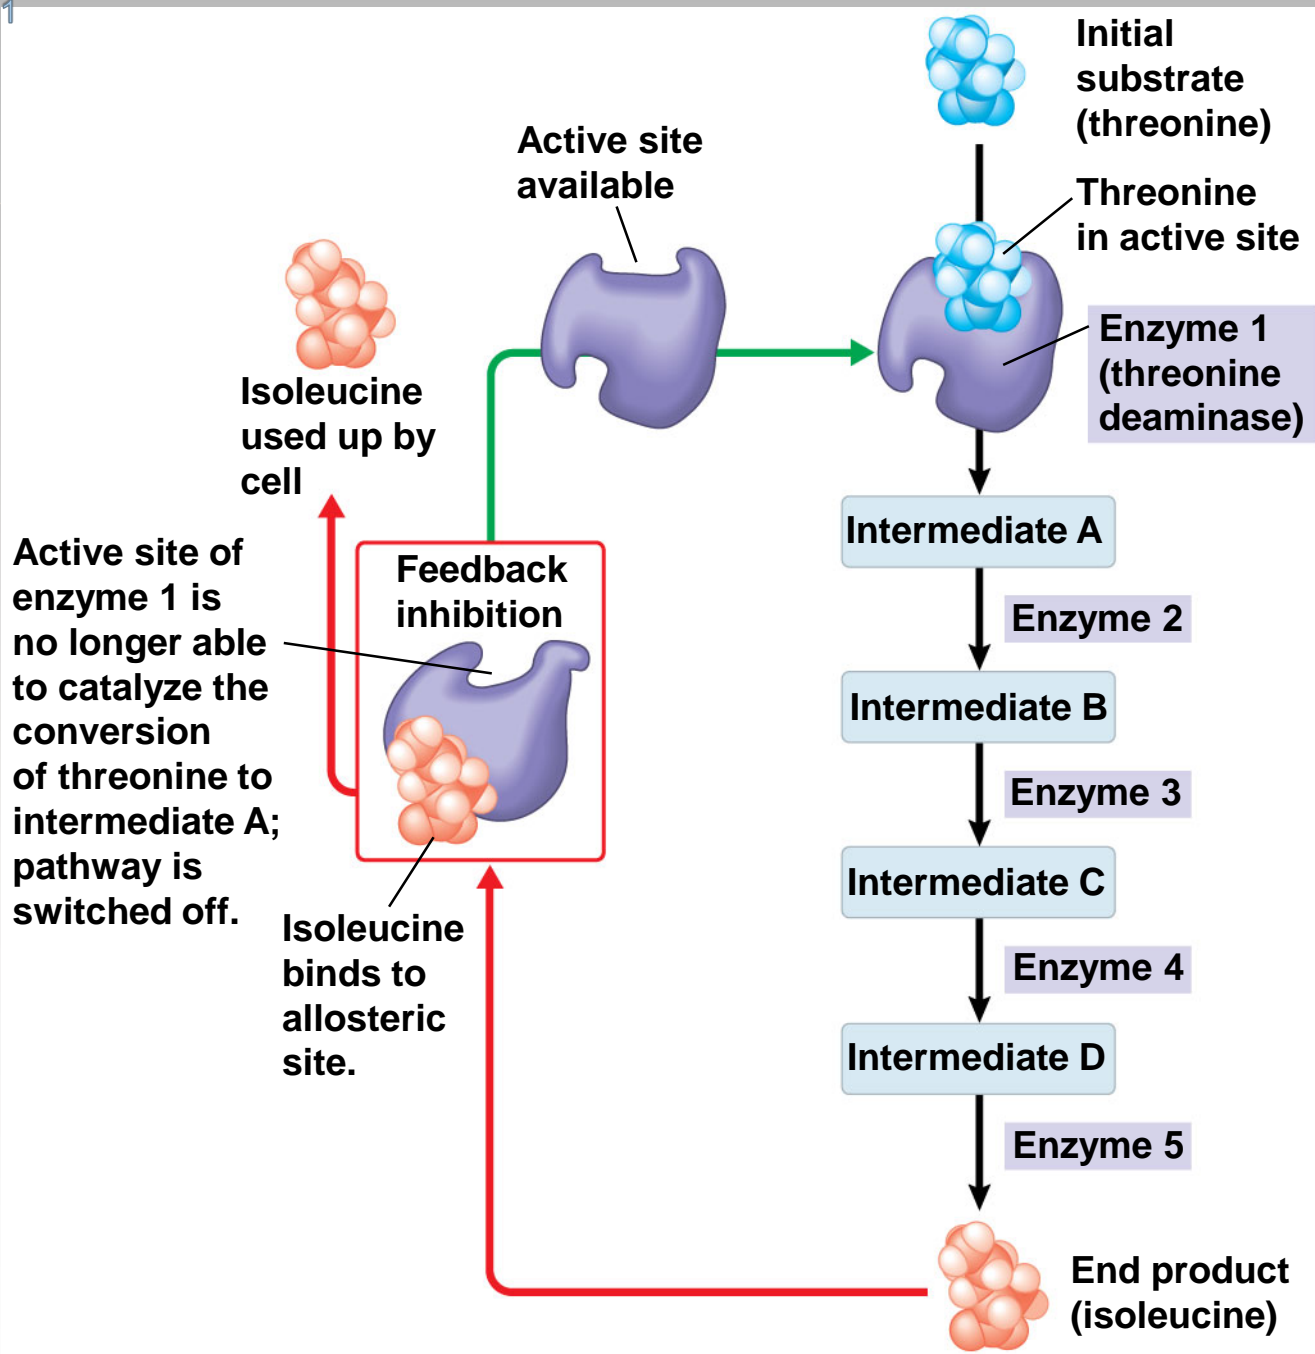 1
Initial
substrate
(threonine)
Active site
available
Threonine
in active site
Enzyme 1
(threonine
deaminase)
Isoleucine
used up by
cell
Active site of
enzyme 1 is
no longer able
to catalyze the
conversion
of threonine to
intermediate A;
pathway is
switched off.
Feedback
inhibition
Isoleucine
binds to
allosteric
site.
Intermediate A
Enzyme 2
Intermediate B
Enzyme 3
Intermediate C
Enzyme 4
Intermediate D
Enzyme 5
End product
(isoleucine)